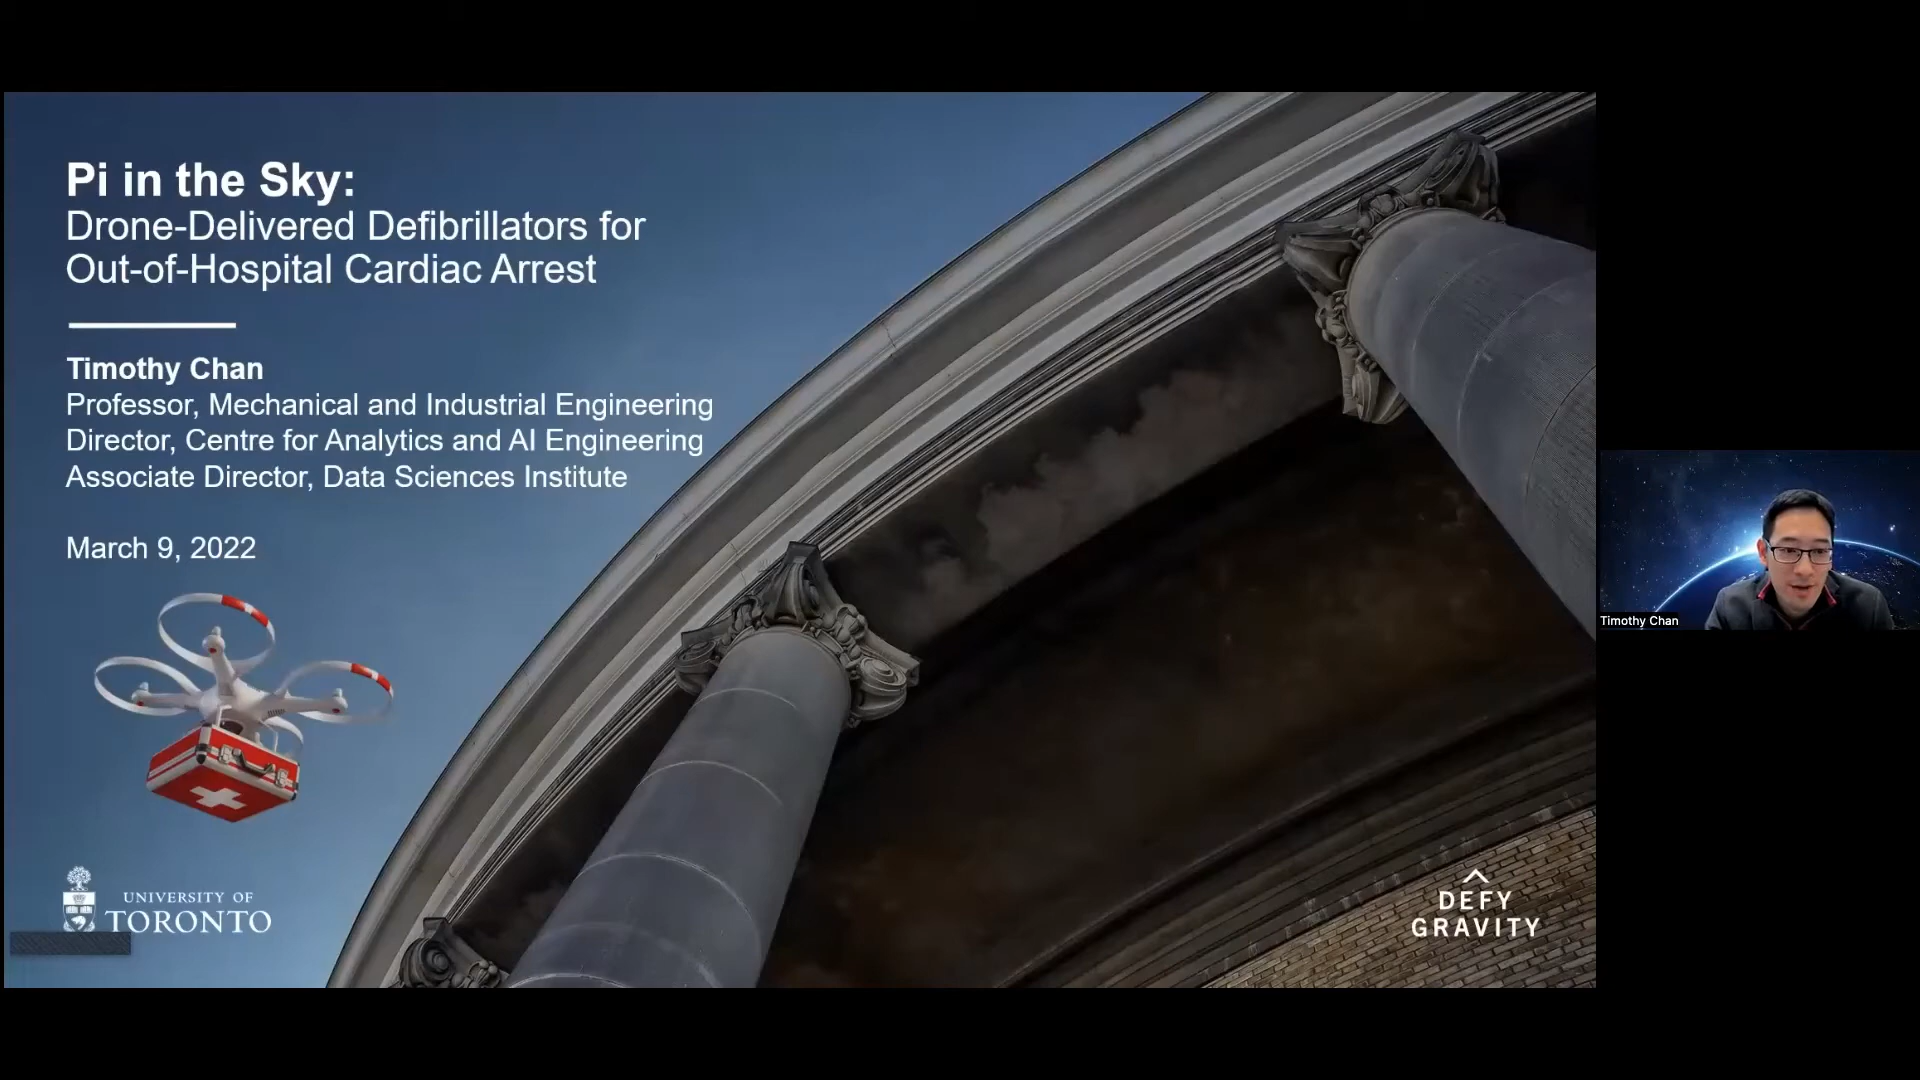 Pi in the Sky:
Drone-Delivered Defibrillators for
Out-of-Hospital Cardiac Arrest
Timothy Chan
Professor, Mechanical and Industrial Engineering
Director, Centre for Analytics and AI Engineering
Associate Director, Data Sciences Institute
March 9, 2022
UNIVERSITY OF
TORONTO
DEFY
GRAVITY
Timothy Chan